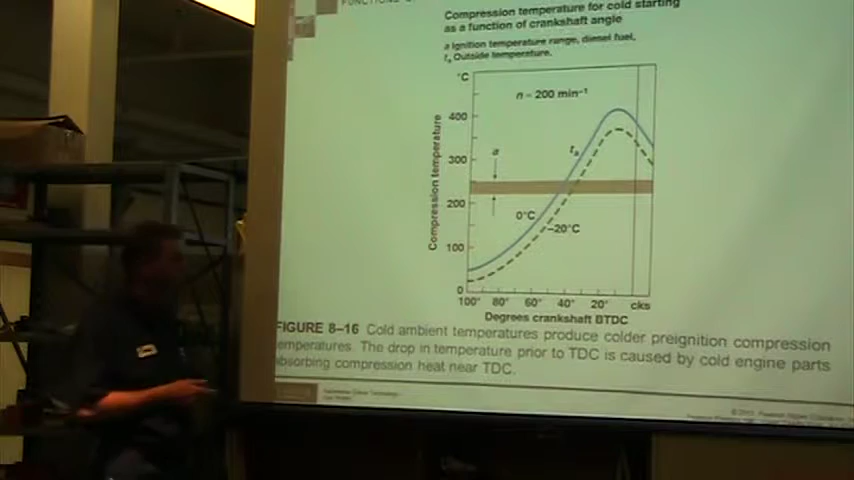 FUNCTIONS
Compression temperature for cold starting
as a function of crankshaft angle
a Ignition temperature range, diesel fuel,
tₐ Outside temperature.
°C
n - 200 min⁻¹
400
a
tₐ
300
200
0°C
-20°C
100
0
Compression temperature
100° 80° 60° 40° 20° cks
Degrees crankshaft BTDC
FIGURE 8–16 Cold ambient temperatures produce colder preignition compression
temperatures. The drop in temperature prior to TDC is caused by cold engine parts
absorbing compression heat near TDC.